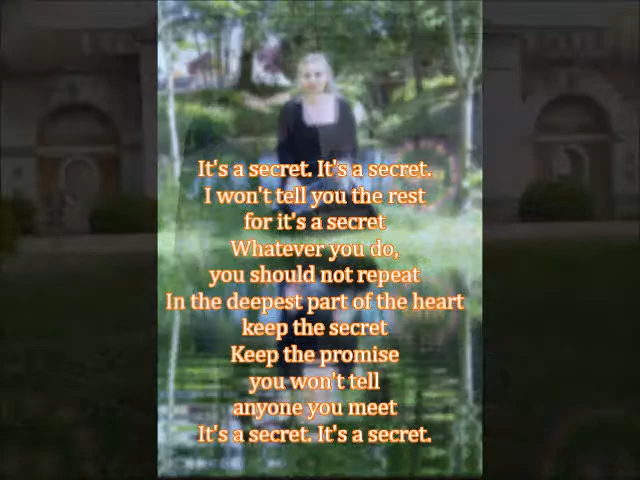 It's a secret. It's a secret.
I won't tell you the rest
for it's a secret
Whatever you do,
you should not repeat
In the deepest part of the heart
keep the secret
Keep the promise
you won't tell
anyone you meet
It's a secret. It's a secret.